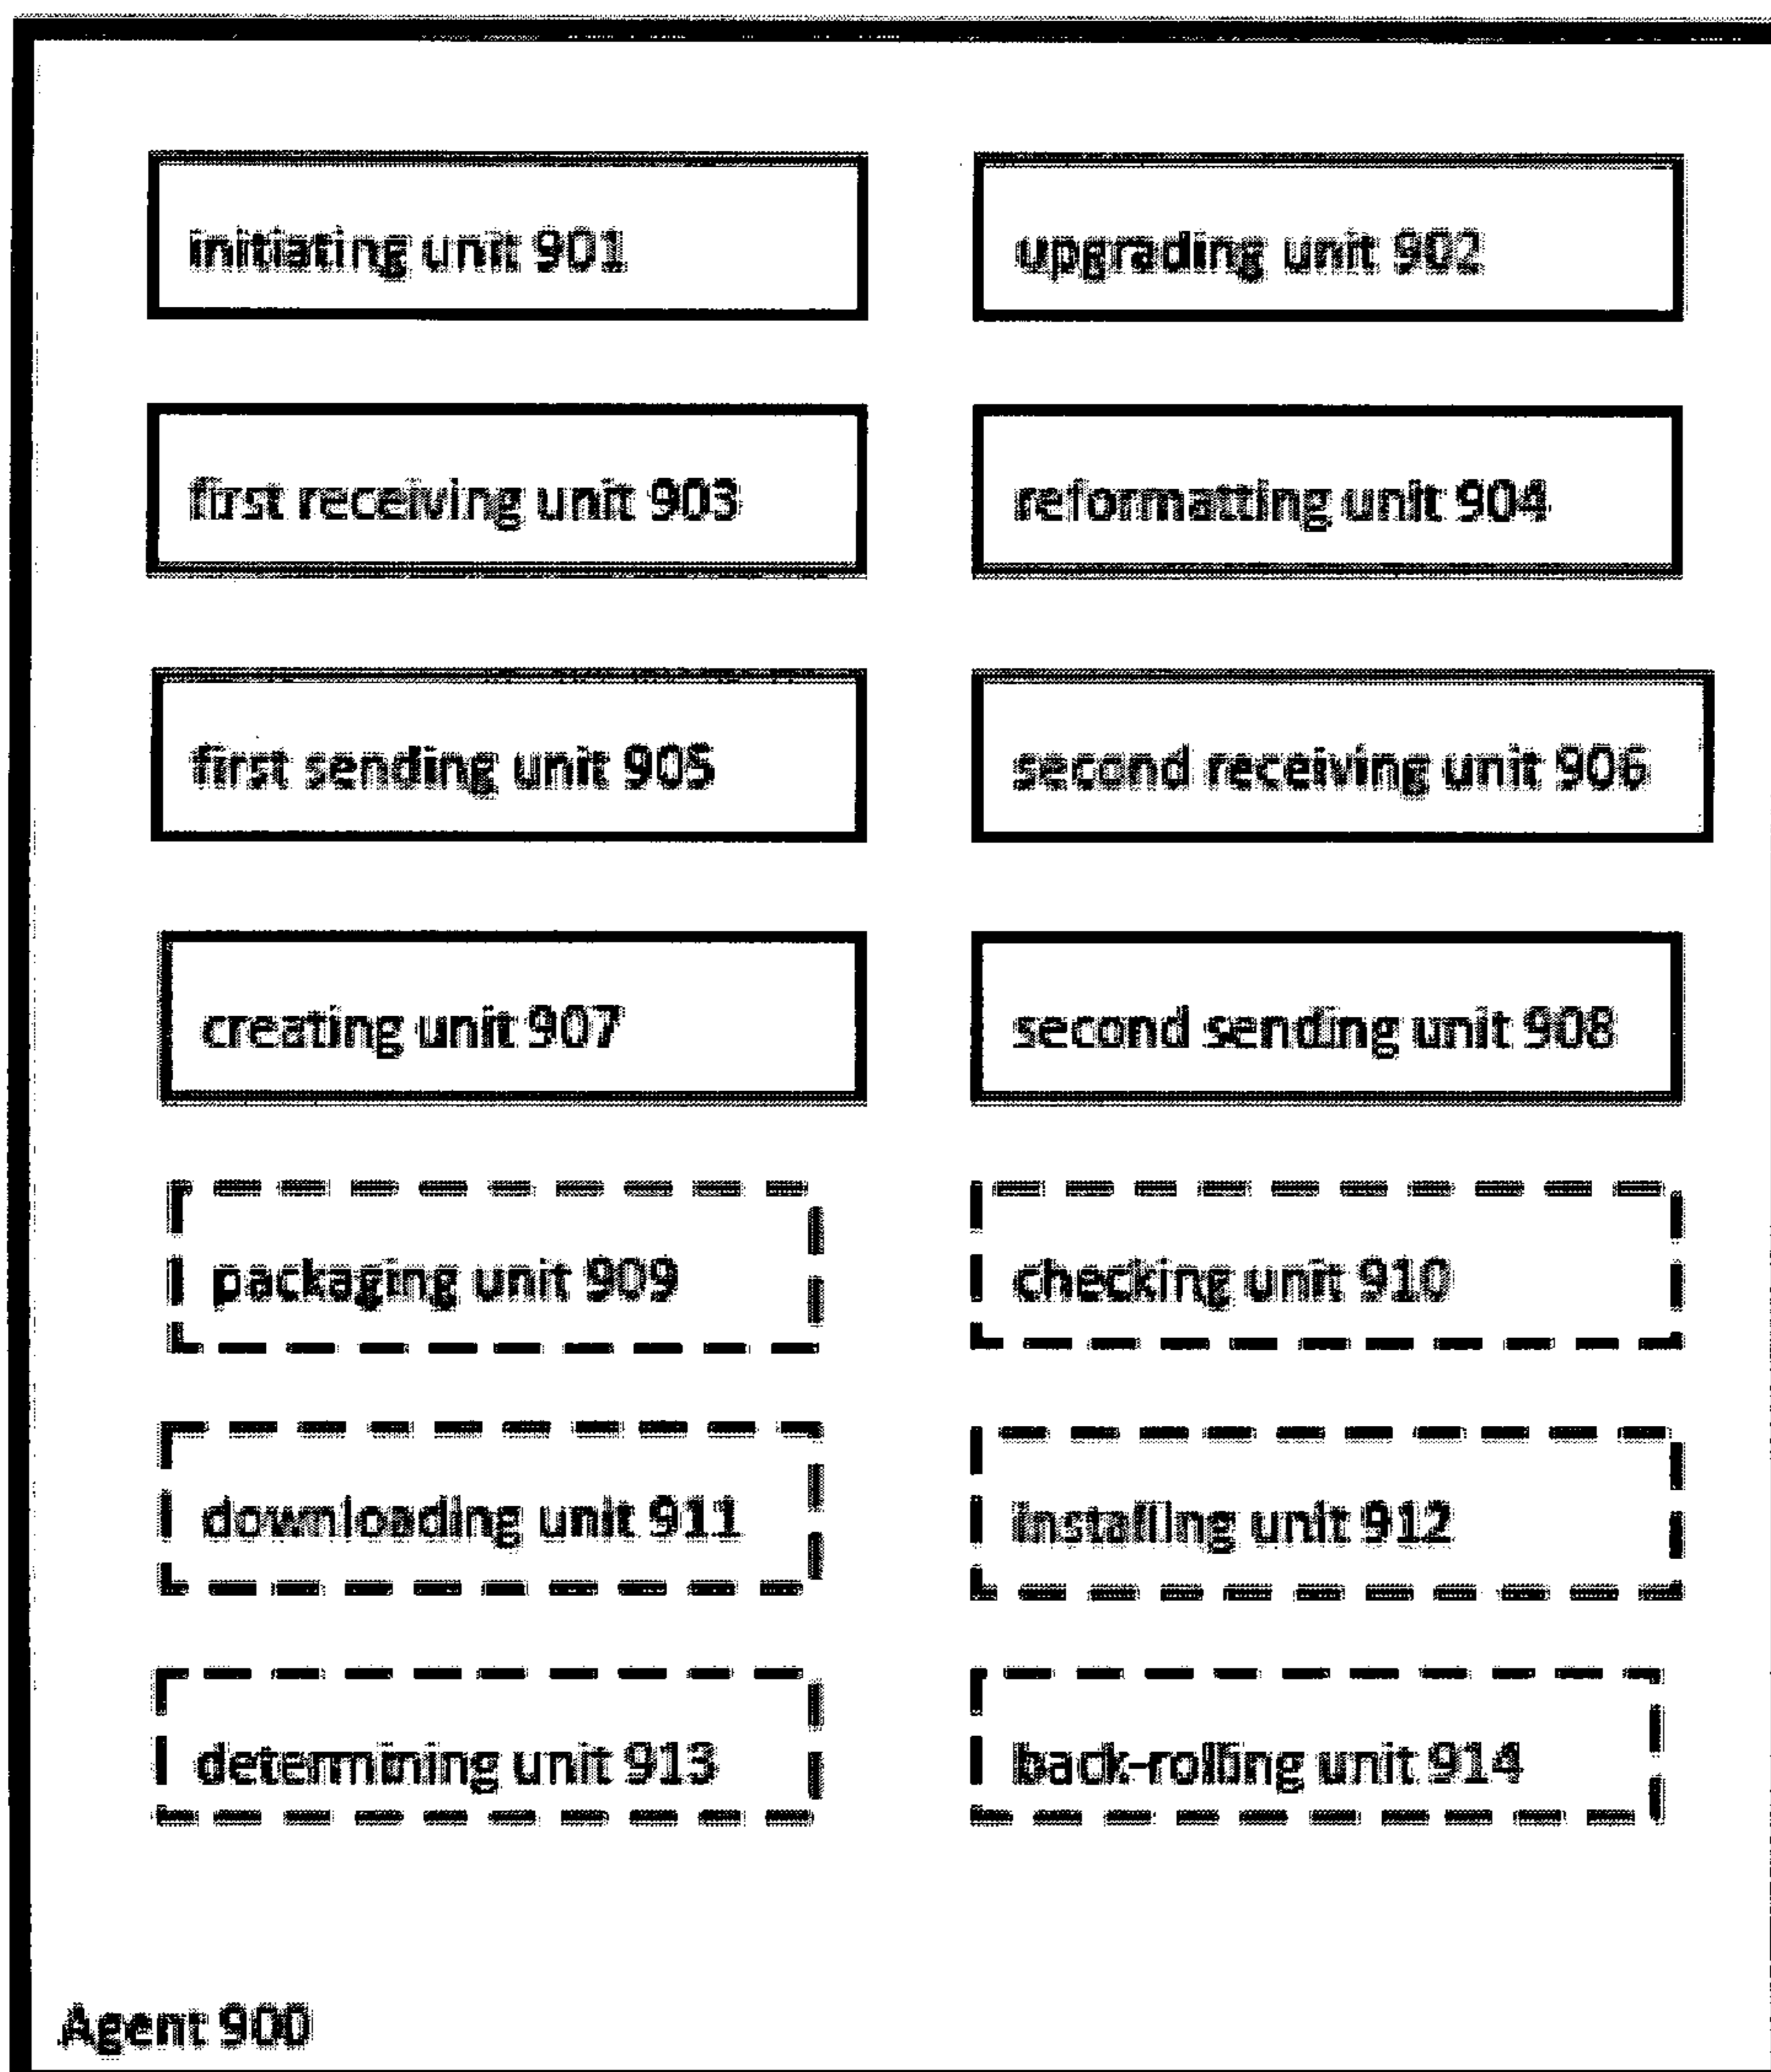 initiating unit 901
upgrading unit 902
first receiving unit 903
reformatting unit 904
first sending unit 905
second receiving unit 906
creating unit 907
second sending unit 908
packaging unit 909
checking unit 910
downloading unit 911
installing unit 912
determining unit 913
back-rolling unit 914
Agent 900